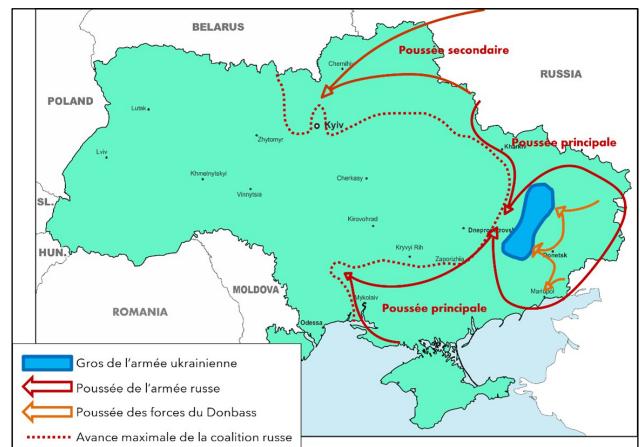 BELARUS
Poussée secondaire
RUSSIA
Chernihiv
POLAND
Lutsk
Kyiv
Poussée principale
Kharkiv
Zhytomyr
Lviv
Khmelnytskyi
Cherkasy
Vinnytsia
SL.
Kirovohrad
Dnepropetrovsk
HUN.
Donetsk
Kryvyi Rih
Zaporizhia
MOLDOVA
Mariupol
Mykolaiv
Poussée principale
ROMANIA
Odessa
Gros de l'armée ukrainienne
Poussée de l'armée russe
Poussée des forces du Donbass
Avance maximale de la coalition russe